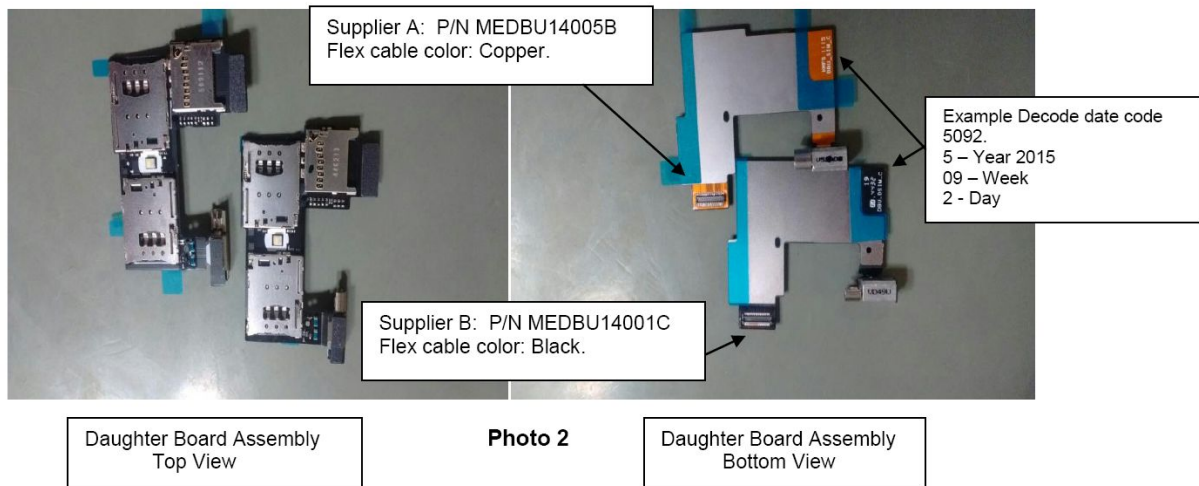 Supplier A: P/N MEDBU14005B
Flex cable color: Copper.
Example Decode date code
5092.
5 – Year 2015
09 – Week
2 - Day
Supplier B: P/N MEDBU14001C
Flex cable color: Black.
Daughter Board Assembly
Top View
Photo 2
Daughter Board Assembly
Bottom View